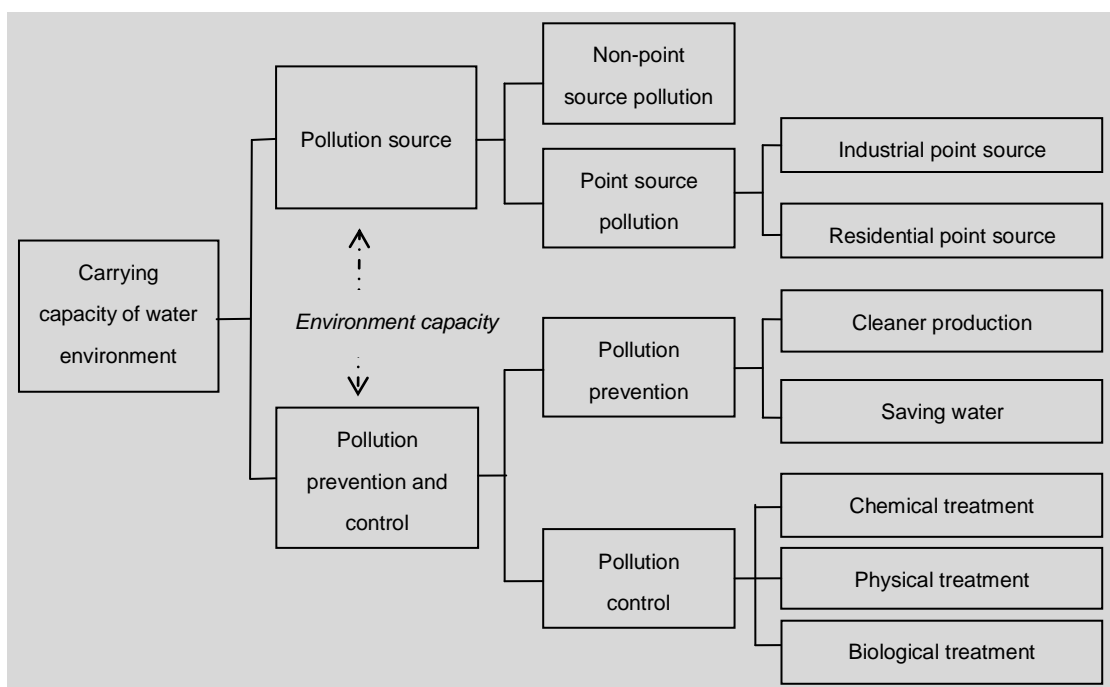 Carrying
capacity of water
environment
Pollution source
Environment capacity
Pollution
prevention and
control
Non-point
source pollution
Point source
pollution
Pollution
prevention
Pollution
control
Industrial point source
Residential point source
Cleaner production
Saving water
Chemical treatment
Physical treatment
Biological treatment